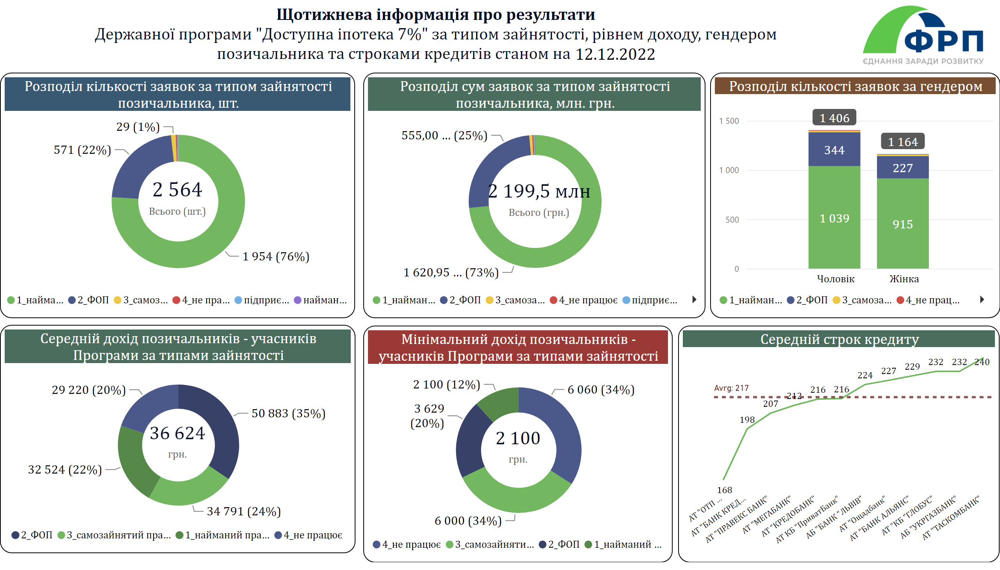 Щотижнева інформація про результати
Державної програми "Доступна іпотека 7%" за типом зайнятості, рівнем доходу, гендером
позичальника та строками кредитів станом на 12.12.2022
ФРП
ЄДНАННЯ ЗАРАДИ РОЗВИТКУ
Розподіл кількості заявок за типом зайнятості
позичальника, шт.
29 (1%)
571 (22%)
2 564
Всього (шт.)
1 954 (76%)
1_найма... 2_ФОП 3_самоз... 4_не пра... підприє... найман...
Розподіл сум заявок за типом зайнятості
позичальника, млн. грн.
555,00 ... (25%)
2 199,5 млн
Всього (грн.)
1 620,95 ... (73%)
1_найман... 2_ФОП 3_самоза... 4_не працює підприє...
Розподіл кількості заявок за гендером
1 500
1 000
500
0
1 406
344
1 039
1 164
227
915
Чоловік Жінка
1_найман... 2_ФОП 3_самоза... 4_не прац...
Середній дохід позичальників - учасників
Програми за типами зайнятості
29 220 (20%)
50 883 (35%)
36 624
грн.
32 524 (22%)
34 791 (24%)
2_ФОП 3_самозайнятий пра... 1_найманий пра... 4_не працює
Мінімальний дохід позичальників -
учасників Програми за типами зайнятості
2 100 (12%)
6 060 (34%)
3 629
(20%)
2 100
грн.
6 000 (34%)
4_не працює 3_самозайняти... 2_ФОП 1_найманий ...
Середній строк кредиту
Avrg: 217
168
198
207
212
216
216
224
227
229
232
232
240
АТ "ОТП ...
АТ "БАНК КРЕД...
АТ "ПРАВЕКС БАНК"
АТ "МЕГАБАНК"
АТ "КРЕДОБАНК"
АТ КБ "ПриватБанк"
АБ "БАНК "ЛЬВІВ"
АТ "Ощадбанк"
АТ "БАНК АЛЬЯНС"
АТ "КБ "ГЛОБУС"
АБ "УКРГАЗБАНК"
АТ "ТАСКОМБАНК"